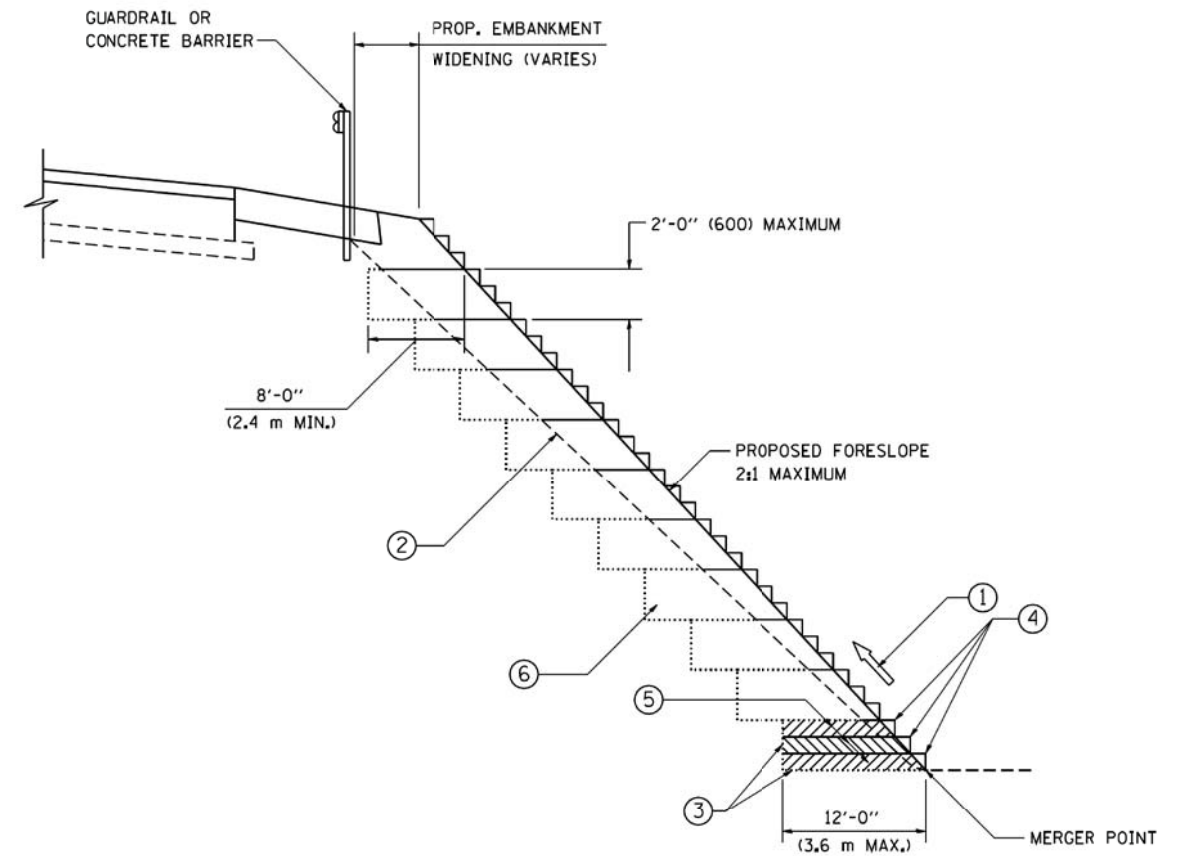 GUARDRAIL OR
CONCRETE BARRIER
PROP. EMBANKMENT
WIDENING (VARIES)
2'-0" (600) MAXIMUM
8'-0"
(2.4 m MIN.)
PROPOSED FORESLOPE
2:1 MAXIMUM
2
1
4
6
5
3
12'-0"
(3.6 m MAX.)
MERGER POINT